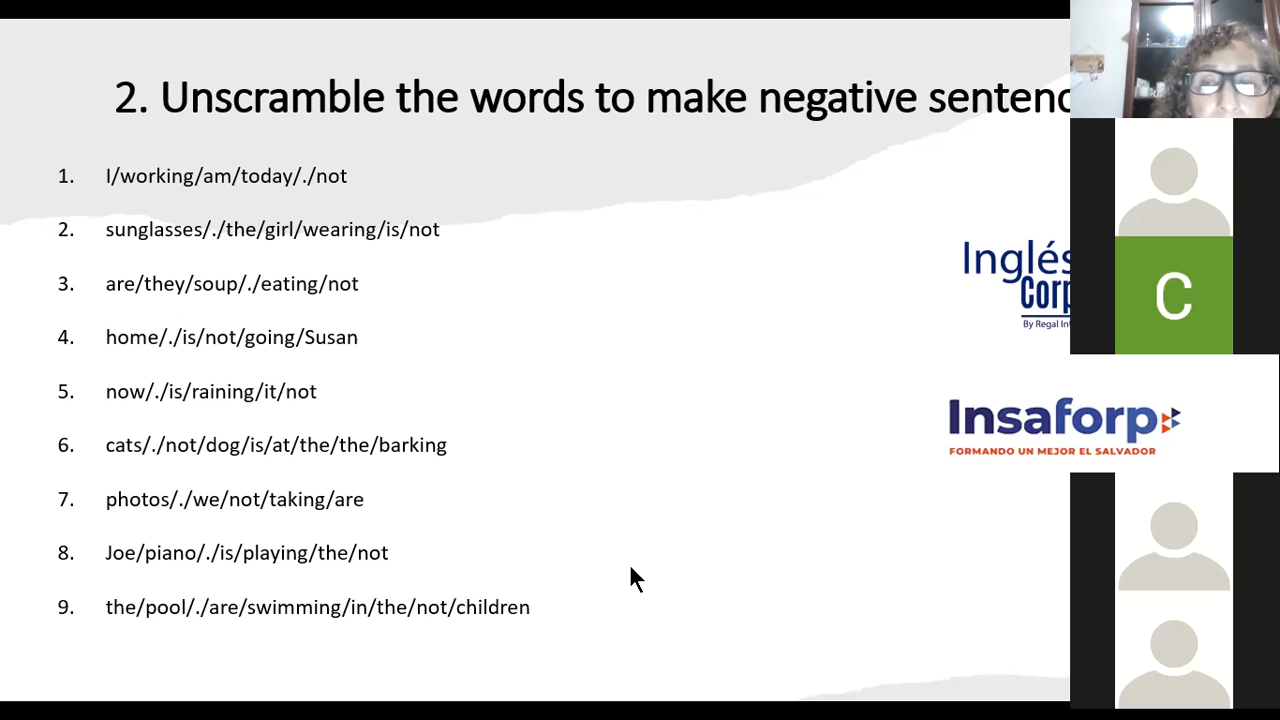 2. Unscramble the words to make negative sentenc
1. I/working/am/today/./not
2. sunglasses/./the/girl/wearing/is/not
3. are/they/soup/./eating/not
4. home/./is/not/going/Susan
5. now/./is/raining/it/not
6. cats/./not/dog/is/at/the/the/barking
7. photos/./we/not/taking/are
8. Joe/piano/./is/playing/the/not
9. the/pool/./are/swimming/in/the/not/children
Inglés
Corp
By Regal Int
C
Insaforp
FORMANDO UN MEJOR EL SALVADOR